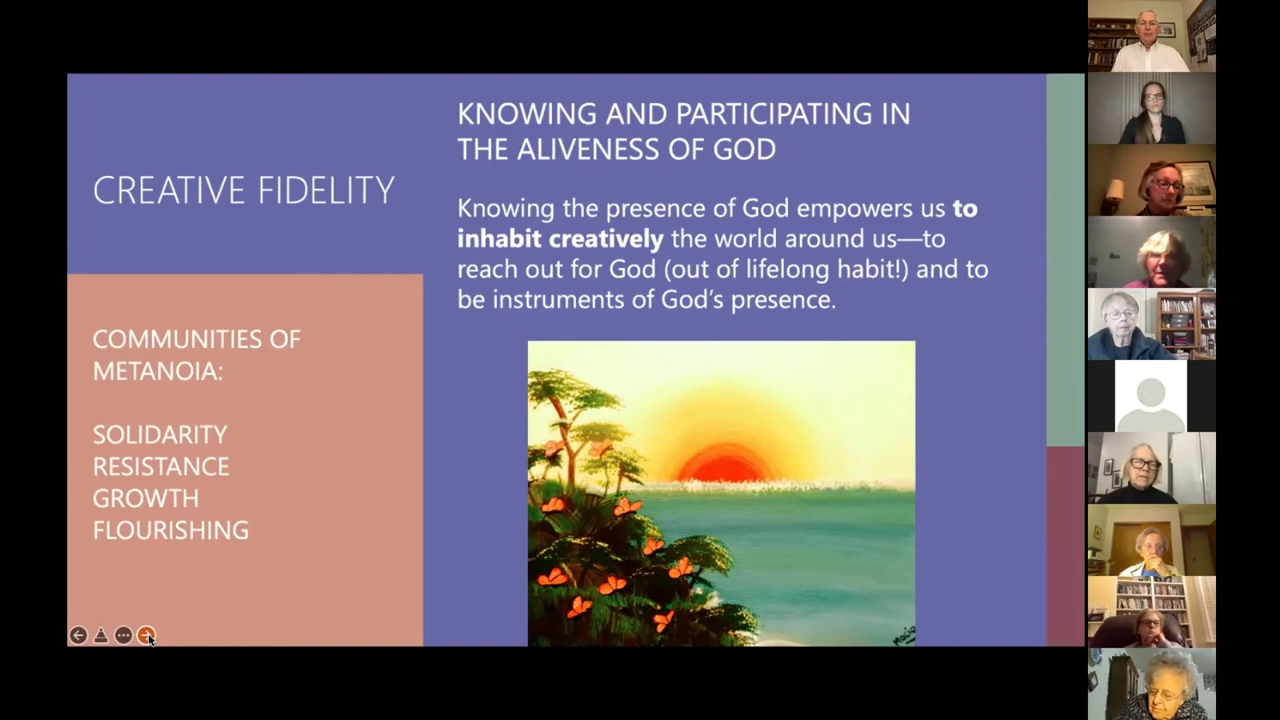 CREATIVE FIDELITY
COMMUNITIES OF
METANOIA:
SOLIDARITY
RESISTANCE
GROWTH
FLOURISHING
KNOWING AND PARTICIPATING IN
THE ALIVENESS OF GOD
Knowing the presence of God empowers us to
inhabit creatively the world around us—to
reach out for God (out of lifelong habit!) and to
be instruments of God's presence.